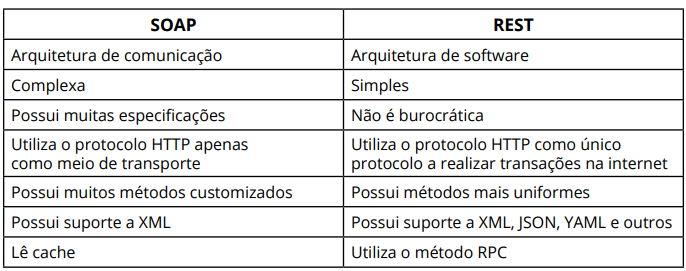 SOAP REST
Arquitetura de comunicação Arquitetura de software
Complexa Simples
Possui muitas especificações Não é burocrática
Utiliza o protocolo HTTP apenas
como meio de transporte
Utiliza o protocolo HTTP como único
protocolo a realizar transações na internet
Possui muitos métodos customizados Possui métodos mais uniformes
Possui suporte a XML Possui suporte a XML, JSON, YAML e outros
Lê cache Utiliza o método RPC